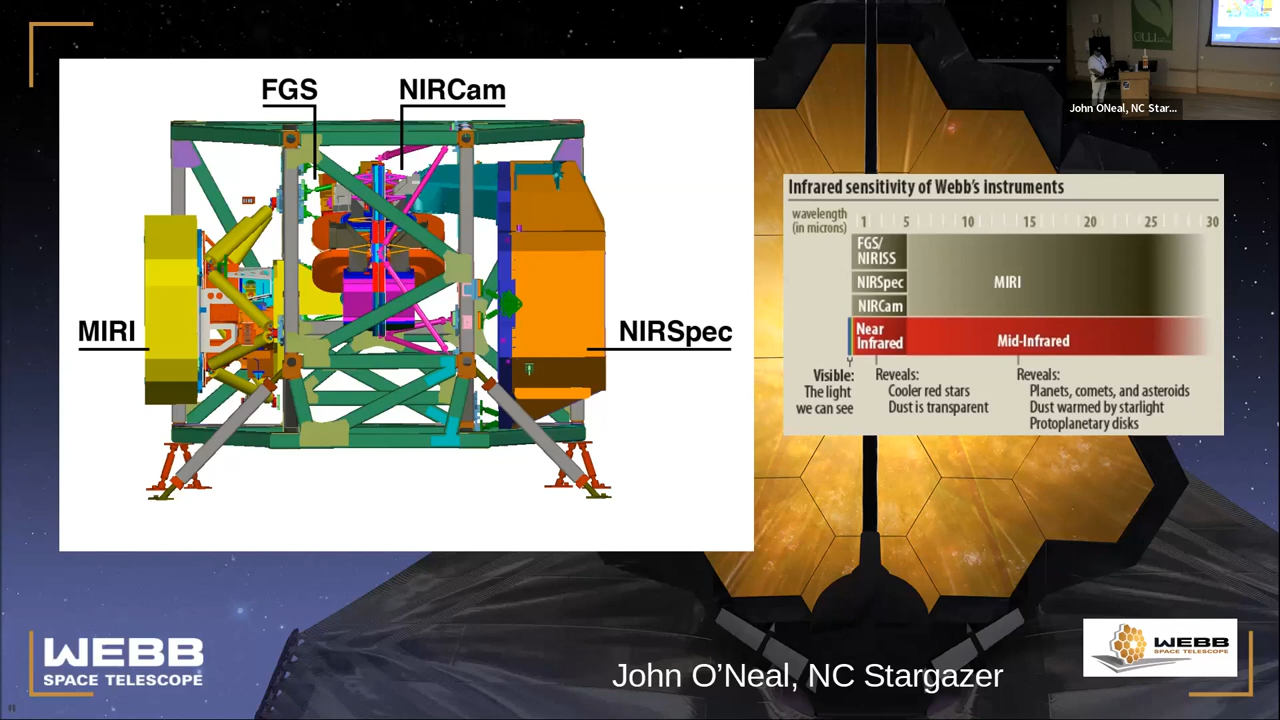 FGS
NIRCam
MIRI
NIRSpec
John ONeal, NC Star...
Infrared sensitivity of Webb's instruments
wavelength
(in microns)
1 5 10 15 20 25 30
FGS/
NIRISS
NIRSpec
NIRCam
MIRI
Near
Infrared
Mid-Infrared
Visible:
The light
we can see
Reveals:
Cooler red stars
Dust is transparent
Reveals:
Planets, comets, and asteroids
Dust warmed by starlight
Protoplanetary disks
WEBB
SPACE TELESCOPE
John O’Neal, NC Stargazer
WEBB
SPACE TELESCOPE